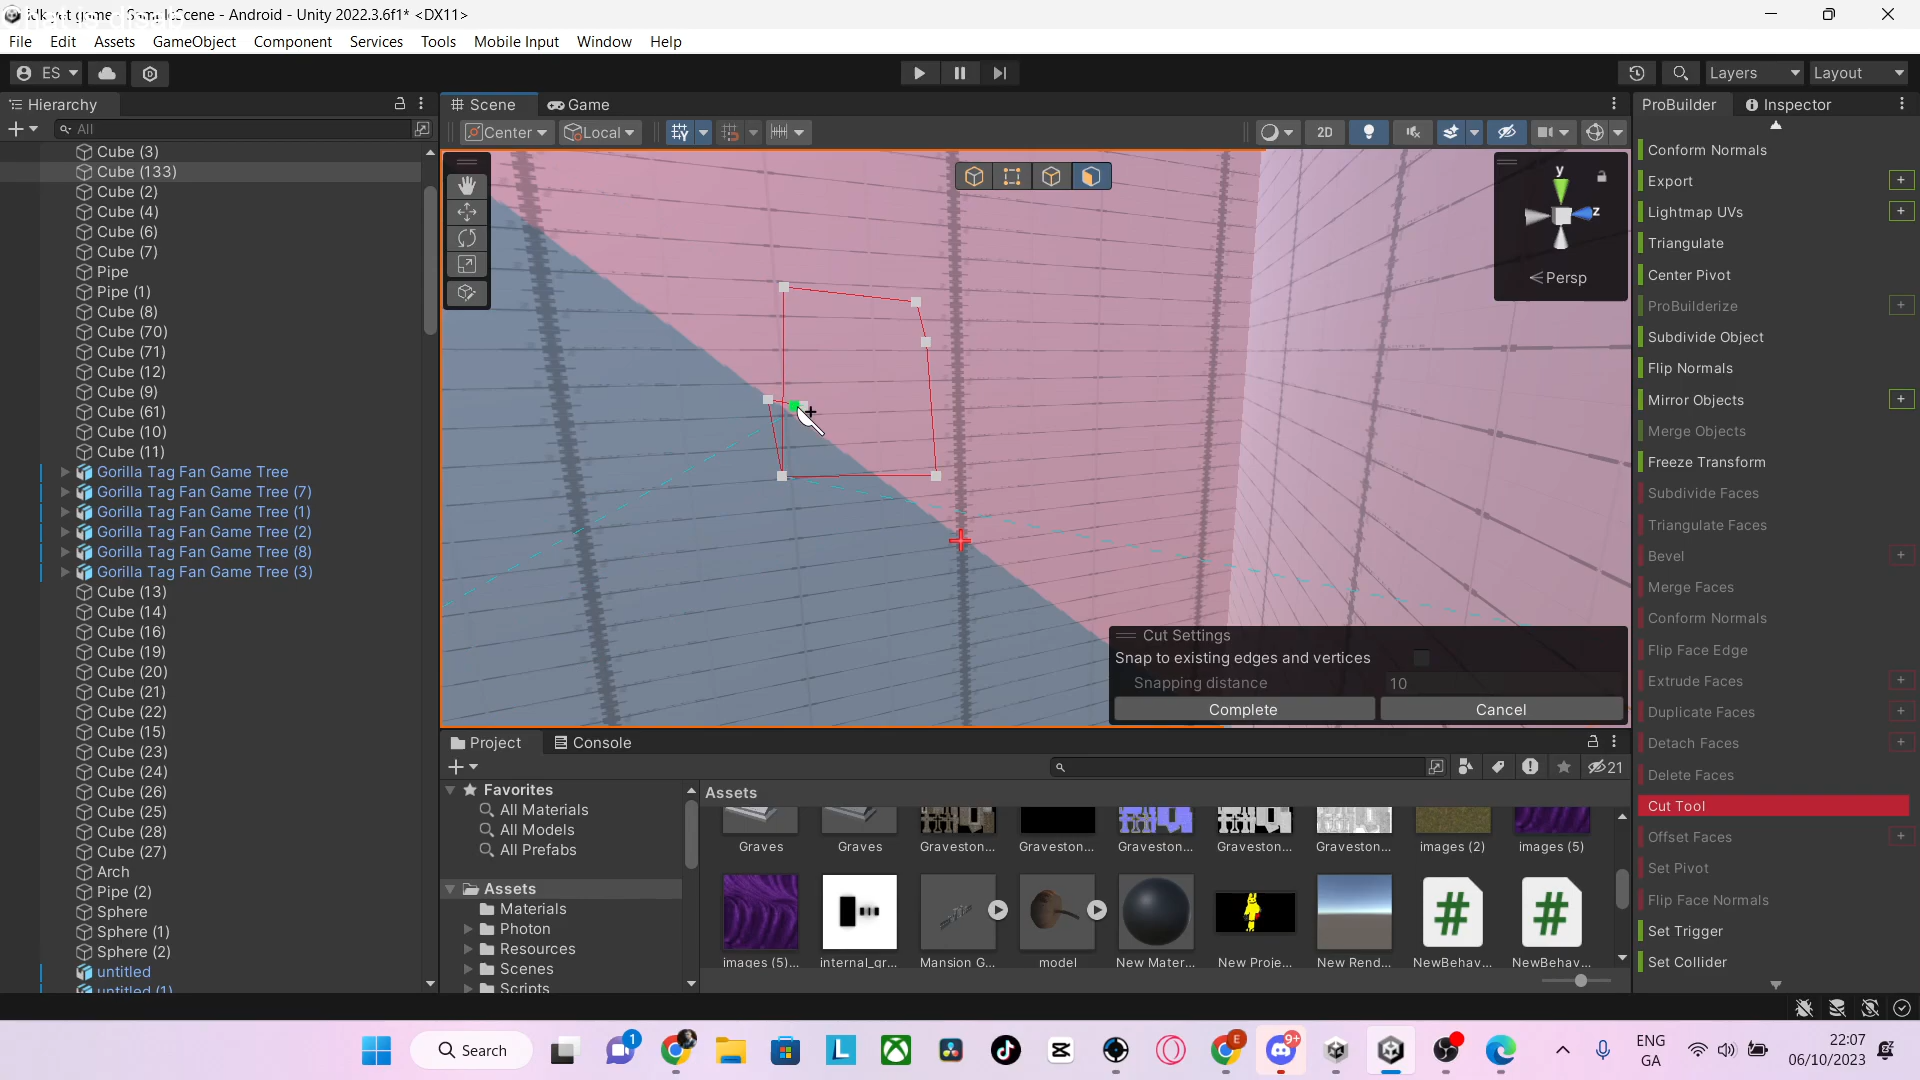 idk yet game - SampleScene - Android - Unity 2022.3.6f1* <DX11>
File Edit Assets GameObject Component Services Tools Mobile Input Window Help
ES
Layers
Layout
Hierarchy
All
Cube (3)
Cube (133)
Cube (2)
Cube (4)
Cube (6)
Cube (7)
Pipe
Pipe (1)
Cube (8)
Cube (70)
Cube (71)
Cube (12)
Cube (9)
Cube (61)
Cube (10)
Cube (11)
Gorilla Tag Fan Game Tree
Gorilla Tag Fan Game Tree (7)
Gorilla Tag Fan Game Tree (1)
Gorilla Tag Fan Game Tree (2)
Gorilla Tag Fan Game Tree (8)
Gorilla Tag Fan Game Tree (3)
Cube (13)
Cube (14)
Cube (16)
Cube (19)
Cube (20)
Cube (21)
Cube (22)
Cube (15)
Cube (23)
Cube (24)
Cube (26)
Cube (25)
Cube (28)
Cube (27)
Arch
Pipe (2)
Sphere
Sphere (1)
Sphere (2)
untitled
untitled (1)
Scene
Game
Center
Local
2D
y
z
Persp
Cut Settings
Snap to existing edges and vertices
Snapping distance 10
Complete
Cancel
Project
Console
21
Favorites
All Materials
All Models
All Prefabs
Assets
Materials
Photon
Resources
Scenes
Scripts
Assets
Graves
Graves
Graveston...
Graveston...
Graveston...
Graveston...
Graveston...
images (2)
images (5)
images (5)...
internal_gr...
Mansion G...
model
New Mater...
New Proje...
New Rend...
NewBehav...
NewBehav...
ProBuilder
Inspector
Conform Normals
Export
Lightmap UVs
Triangulate
Center Pivot
ProBuilderize
Subdivide Object
Flip Normals
Mirror Objects
Merge Objects
Freeze Transform
Subdivide Faces
Triangulate Faces
Bevel
Merge Faces
Conform Normals
Flip Face Edge
Extrude Faces
Duplicate Faces
Detach Faces
Delete Faces
Cut Tool
Offset Faces
Set Pivot
Flip Face Normals
Set Trigger
Set Collider
Search
1
L
E
9+
ENG
GA
22:07
06/10/2023